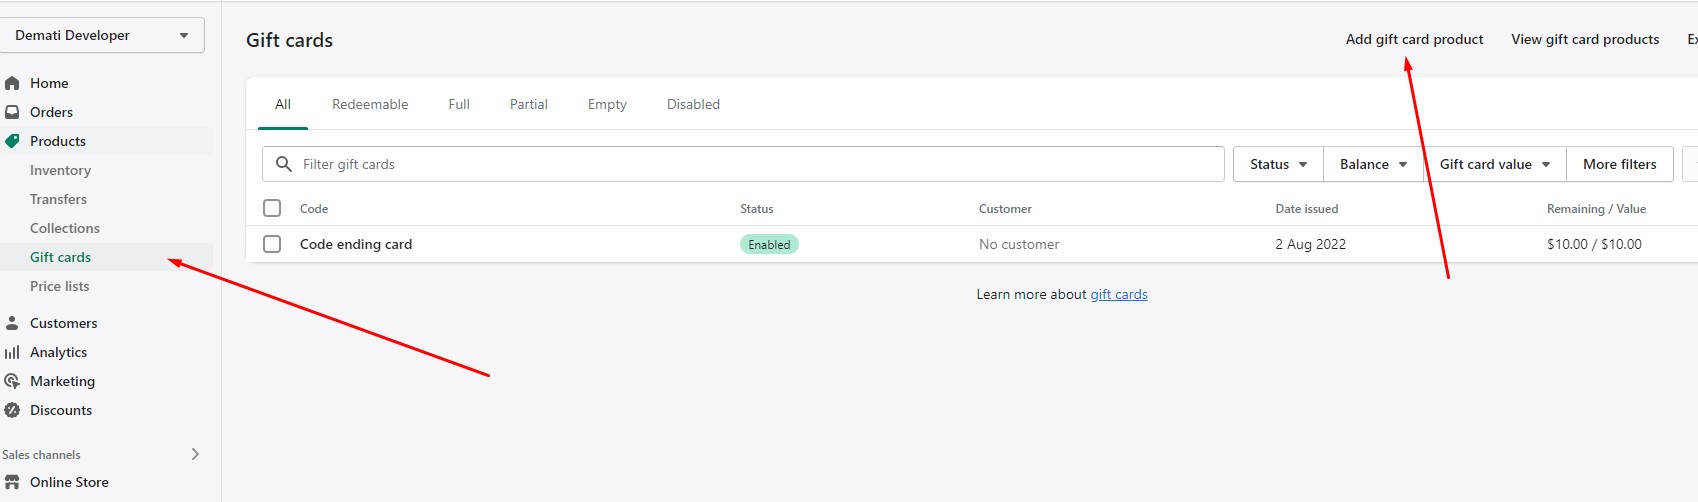 Demati Developer
Home
Orders
Products
Inventory
Transfers
Collections
Gift cards
Price lists
Customers
Analytics
Marketing
Discounts
Sales channels
Online Store
Gift cards
Add gift card product View gift card products Ex
All Redeemable Full Partial Empty Disabled
Filter gift cards Status Balance Gift card value More filters
Code Status Customer Date issued Remaining / Value
Code ending card Enabled No customer 2 Aug 2022 $10.00 / $10.00
Learn more about gift cards